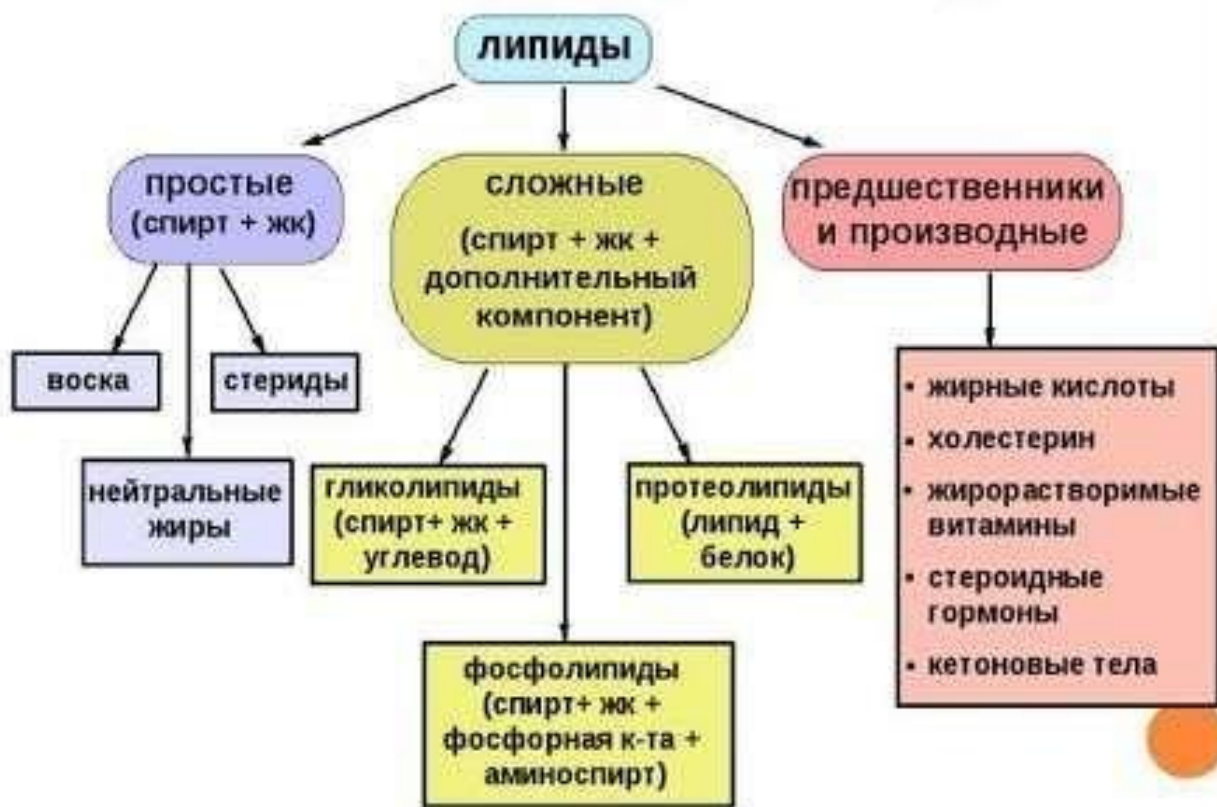 липиды
простые
(спирт + жк)
сложные
(спирт + жк +
дополнительный
компонент)
предшественники
и производные
воска
стериды
нейтральные
жиры
гликолипиды
(спирт+ жк +
углевод)
протеолипиды
(липид +
белок)
фосфолипиды
(спирт+ жк +
фосфорная к-та +
аминоспирт)
• жирные кислоты
• холестерин
• жирорастворимые
витамины
• стероидные
гормоны
• кетоновые тела